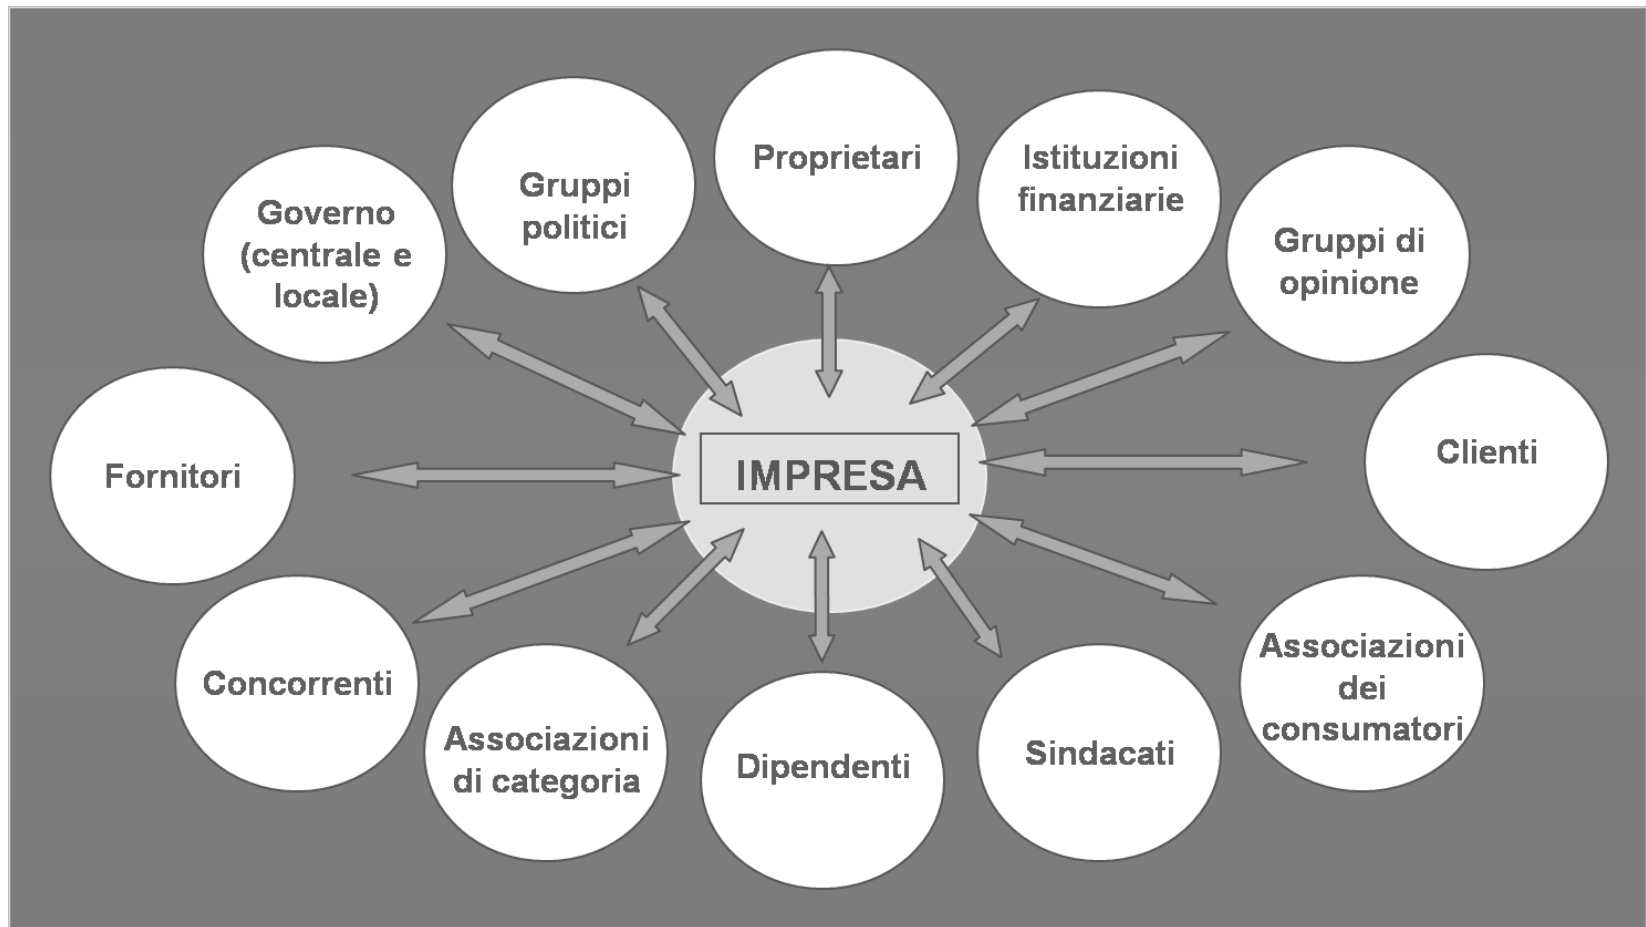 Proprietari
Istituzioni
finanziarie
Gruppi
politici
Governo
(centrale e
locale)
Gruppi di
opinione
Clienti
Fornitori
IMPRESA
Concorrenti
Associazioni
di categoria
Dipendenti
Sindacati
Associazioni
dei
consumatori